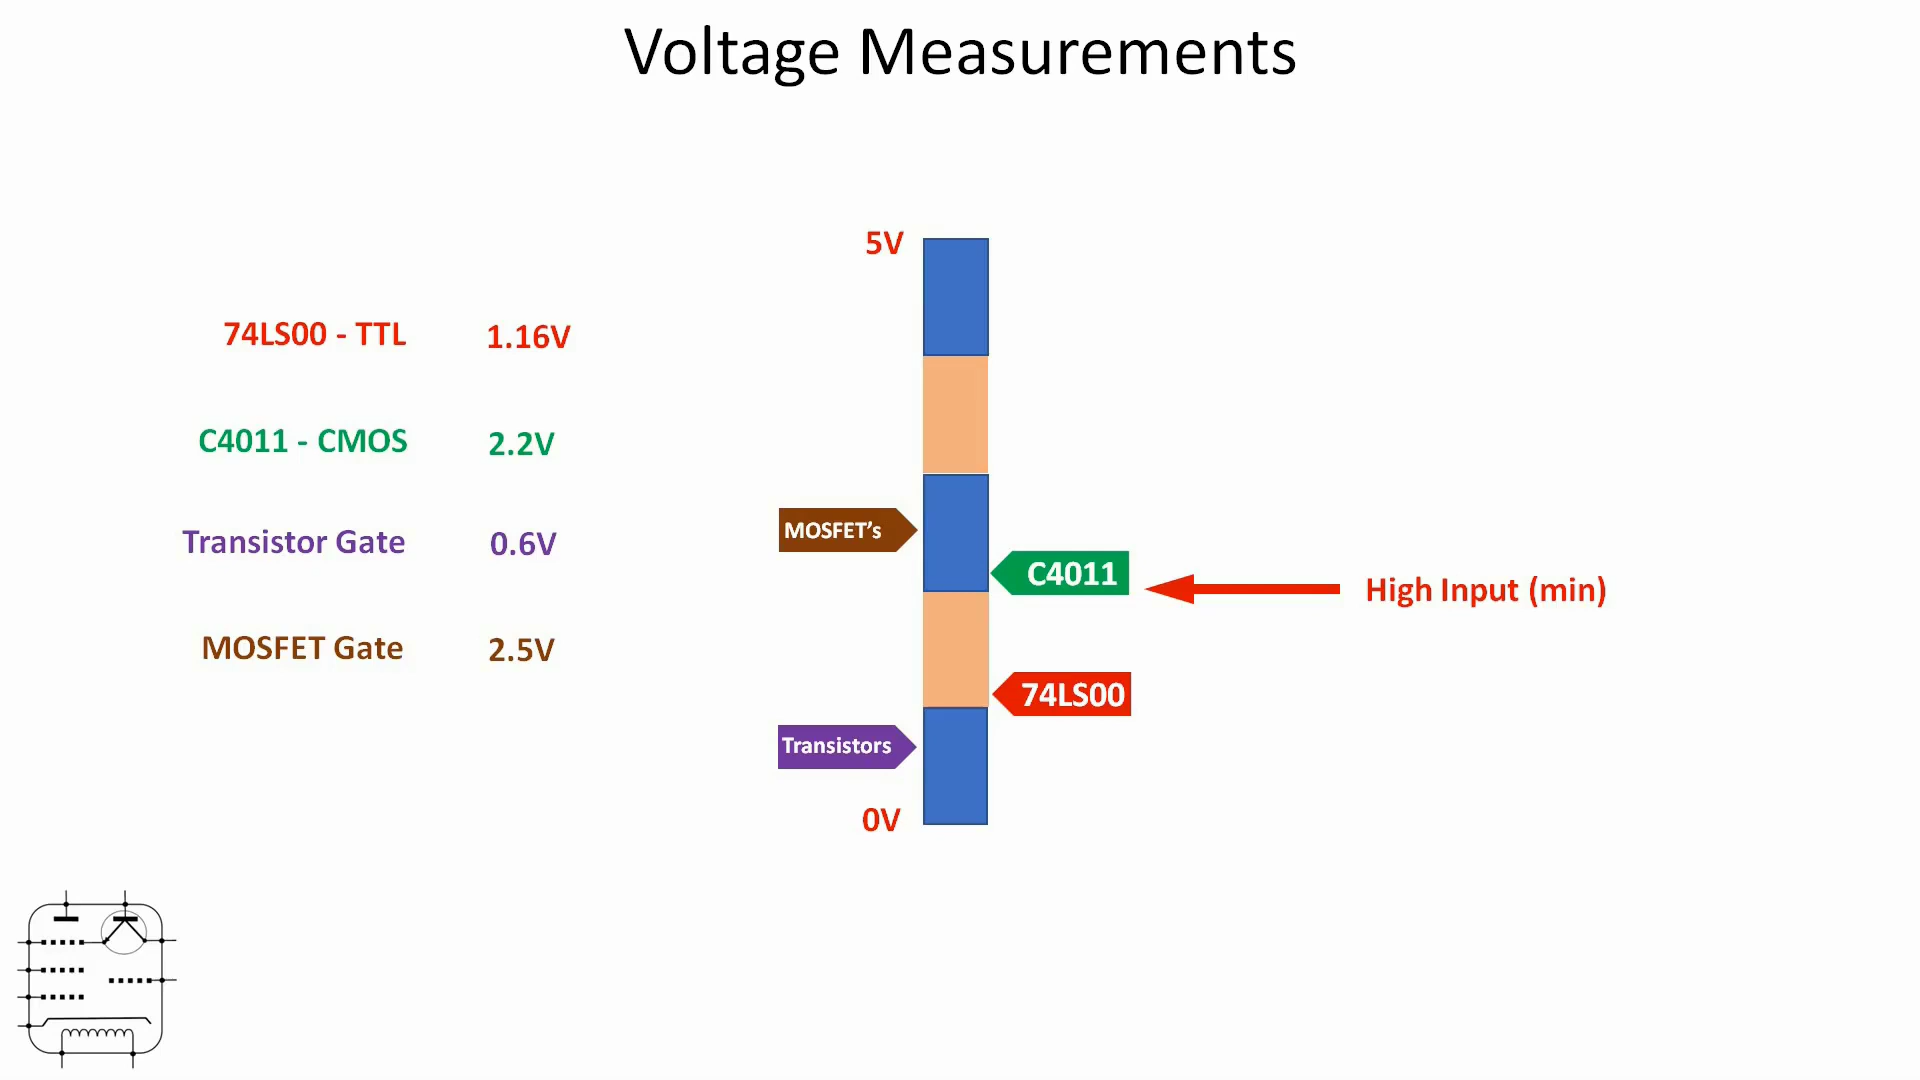 Voltage Measurements
5V
74LS00 - TTL 1.16V
C4011 - CMOS 2.2V
MOSFET’s
Transistor Gate 0.6V
C4011
High Input (min)
MOSFET Gate 2.5V
74LS00
Transistors
0V